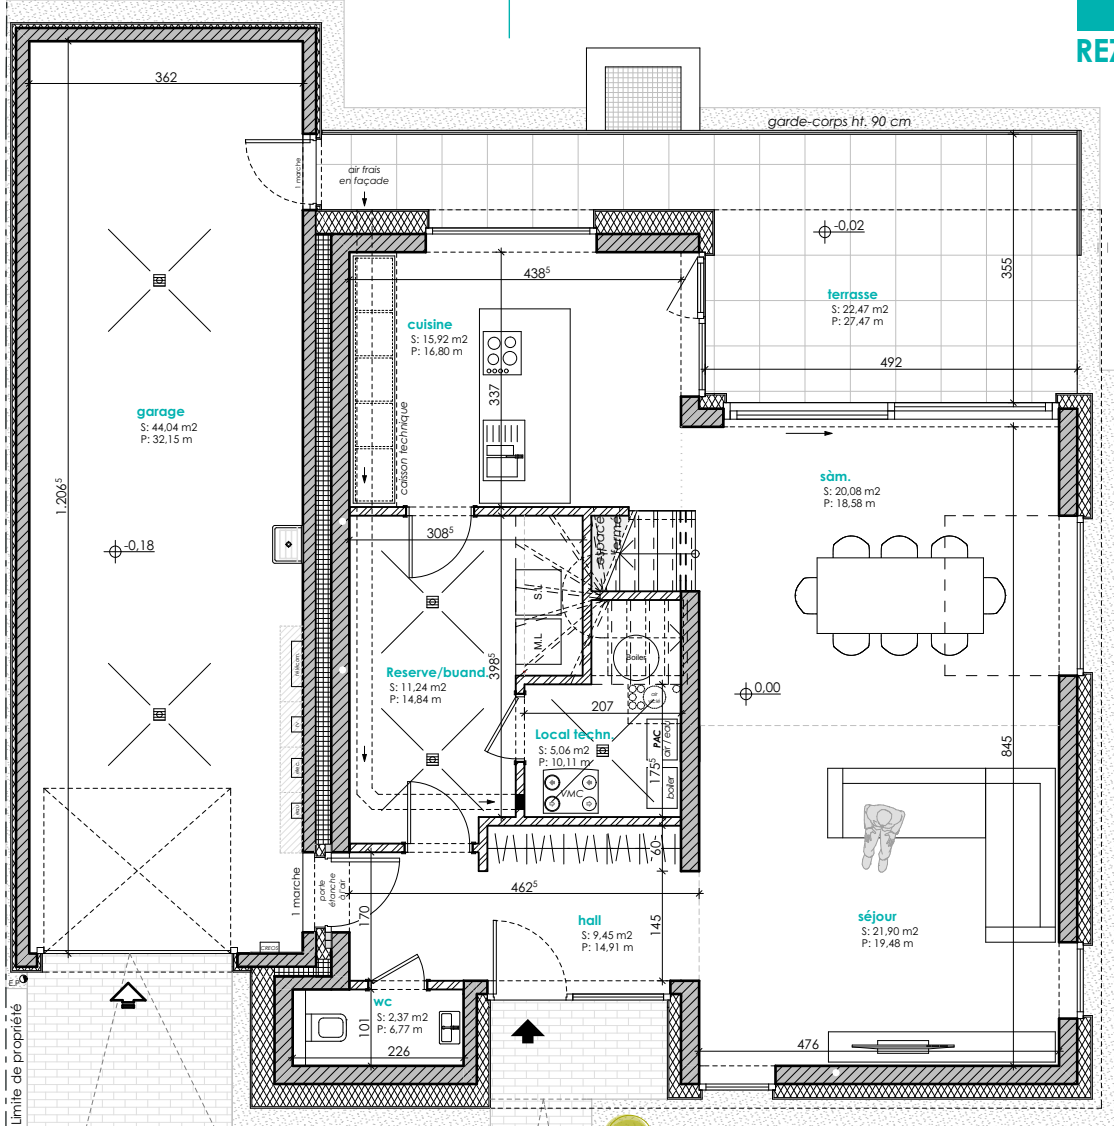 REZ
362
garde-corps ht. 90 cm
1 marche
air frais
en façade
-0,02
438⁵
355
terrasse
S: 22,47 m2
P: 27,47 m
cuisine
S: 15,92 m2
P: 16,80 m
492
337
garage
S: 44,04 m2
P: 32,15 m
caisson technique
sàm.
S: 20,08 m2
P: 18,58 m
1.206⁵
308⁵
espace
fermé
-0,18
S.L
M.L
Boiler
398⁵
Reserve/buand.
S: 11,24 m2
P: 14,84 m
0,00
207
Local techn.
S: 5,06 m2
P: 10,11 m
PAC
air / eau
boiler
175⁵
VMC
845
60
1 marche
porte
étanche
à l'air
462⁵
170
145
hall
S: 9,45 m2
P: 14,91 m
séjour
S: 21,90 m2
P: 19,48 m
CREOS
E.P
wc
S: 2,37 m2
P: 6,77 m
101
226
476
Limite de propriété